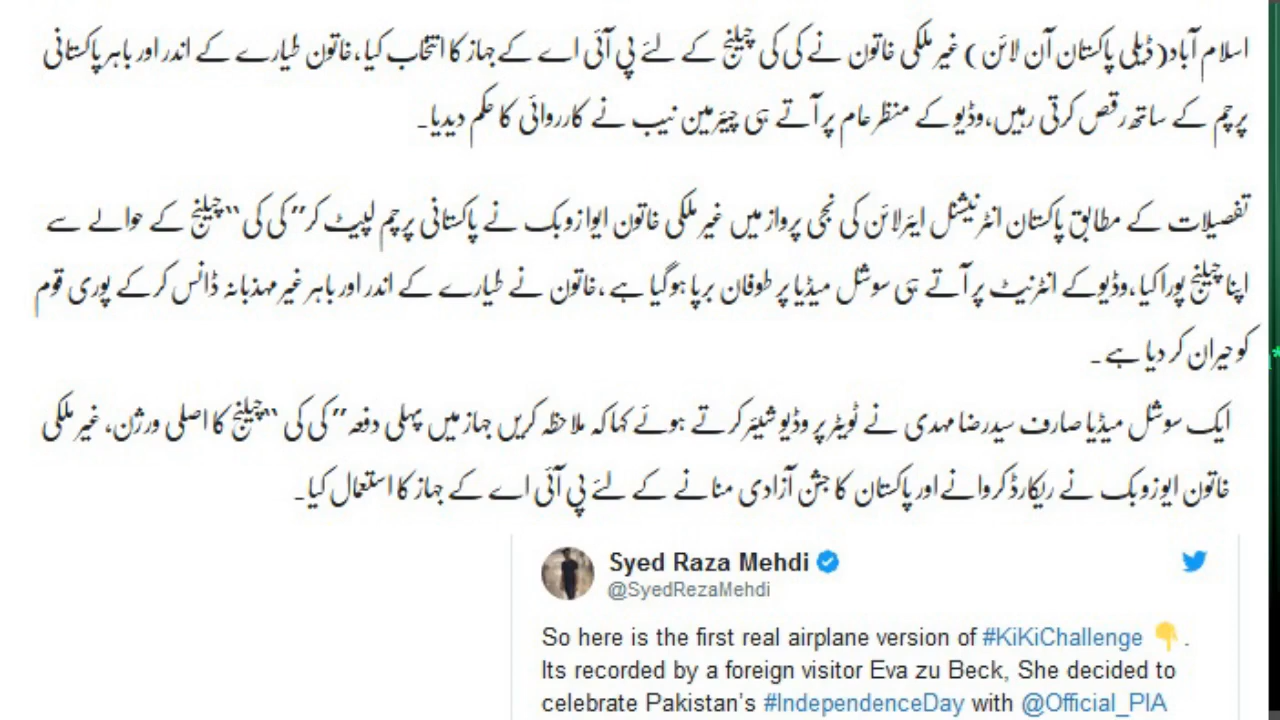 اسلام آباد(ڈیلی پاکستان آن لائن) غیر ملکی خاتون نے کی کی چیلنج کے لئے پی آئی اے کے جہاز کا انتخاب کیا،خاتون طیارے کے اندر اور باہر پاکستانی
پرچم کے ساتھ رقص کرتی رہیں،وڈیو کے منظر عام پر آتے ہی چیئرمین نیب نے کارروائی کا حکم دیدیا۔
تفصیلات کے مطابق پاکستان انٹرنیشنل ایئرلائن کی نجی پرواز میں غیر ملکی خاتون ایوا زوبک نے پاکستانی پرچم لپیٹ کر”کی کی“چیلنج کے حوالے سے
اپنا چیلنج پورا کیا،وڈیو کے انٹرنیٹ پر آتے ہی سوشل میڈیا پر طوفان برپا ہوگیا ہے،خاتون نے طیارے کے اندر اور باہر غیر مہذبانہ ڈانس کرکے پوری قوم
کو حیران کر دیا ہے۔
ایک سوشل میڈیا صارف سیدرضا مہدی نے ٹویٹر پر وڈیو شیئر کرتے ہوئے کہا کہ ملاحظہ کریں جہاز میں پہلی دفعہ ”کی کی “چیلنج کا اصلی ورژن،غیر ملکی
خاتون ایوزوبک نے ریکارڈ کروانے اور پاکستان کا جشن آزادی منانے کے لئے پی آئی اے کے جہاز کا استعمال کیا۔
Syed Raza Mehdi
@SyedRezaMehdi
So here is the first real airplane version of #KiKiChallenge 👇.
Its recorded by a foreign visitor Eva zu Beck, She decided to
celebrate Pakistan's #IndependenceDay with @Official_PIA